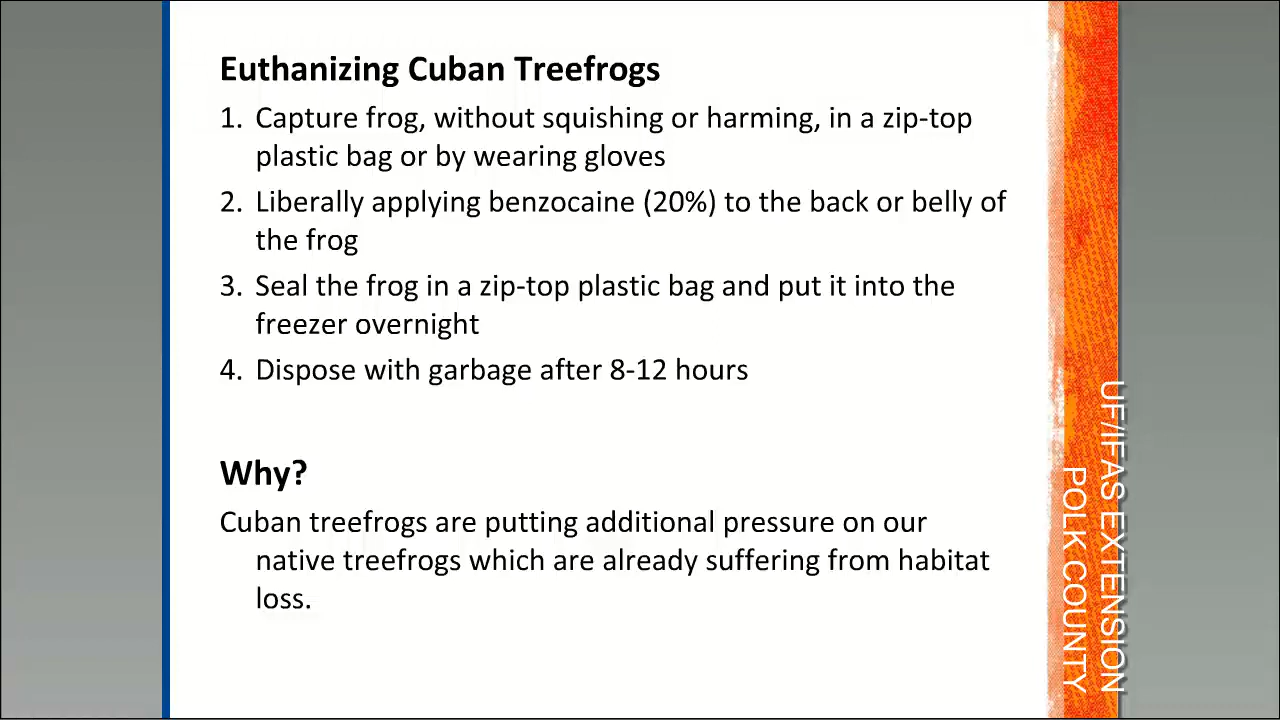 Euthanizing Cuban Treefrogs
1. Capture frog, without squishing or harming, in a zip-top
plastic bag or by wearing gloves
2. Liberally applying benzocaine (20%) to the back or belly of
the frog
3. Seal the frog in a zip-top plastic bag and put it into the
freezer overnight
4. Dispose with garbage after 8-12 hours
Why?
Cuban treefrogs are putting additional pressure on our
native treefrogs which are already suffering from habitat
loss.
UF/IFAS EXTENSION
POLK COUNTY